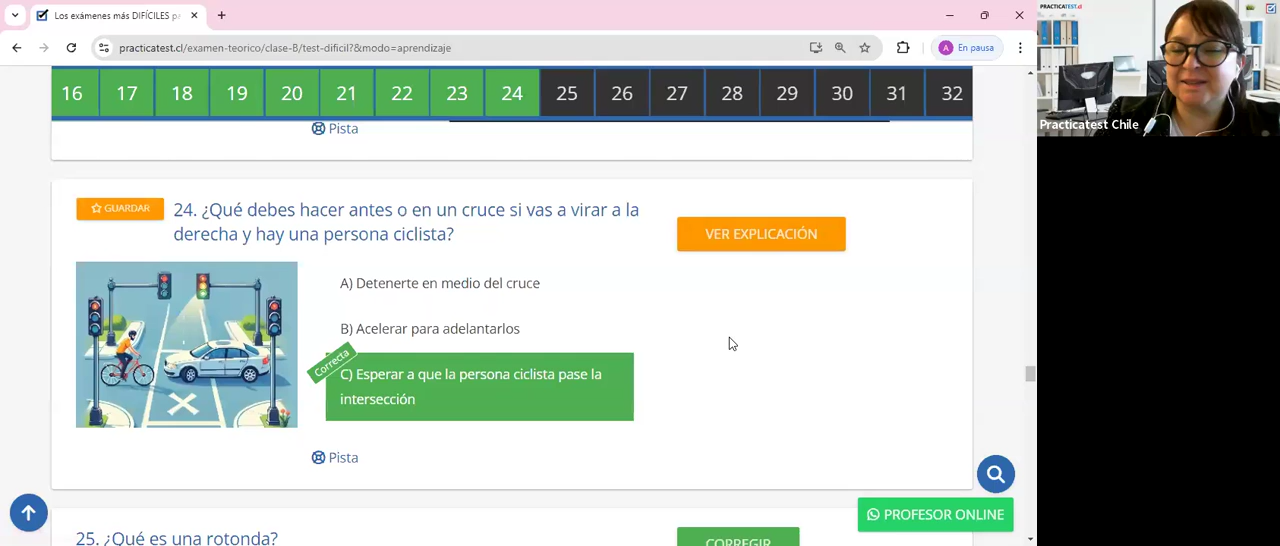 Los exámenes más DIFÍCILES pa
practicatest.cl/examen-teorico/clase-B/test-dificil?&modo=aprendizaje
A
En pausa
PRACTICATEST.cl
Practicatest Chile
16 17 18 19 20 21 22 23 24 25 26 27 28 29 30 31 32
Pista
GUARDAR
24. ¿Qué debes hacer antes o en un cruce si vas a virar a la
derecha y hay una persona ciclista?
VER EXPLICACIÓN
A) Detenerte en medio del cruce
B) Acelerar para adelantarlos
Correcta
C) Esperar a que la persona ciclista pase la
intersección
Pista
PROFESOR ONLINE
25. ¿Qué es una rotonda?
CORREGIR